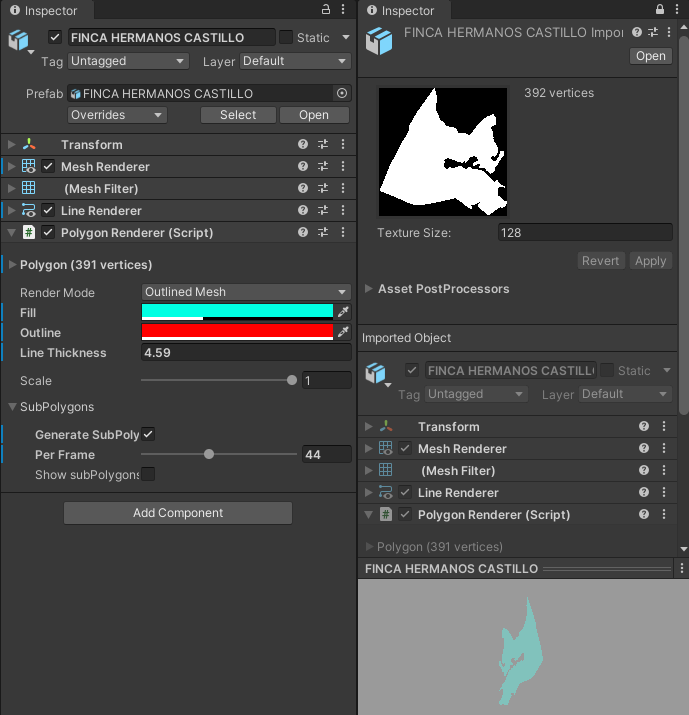 Inspector
FINCA HERMANOS CASTILLO
Static
Tag
Untagged
Layer
Default
Prefab
FINCA HERMANOS CASTILLO
Overrides
Select
Open
Transform
Mesh Renderer
(Mesh Filter)
Line Renderer
# Polygon Renderer (Script)
Polygon (391 vertices)
Render Mode
Outlined Mesh
Fill
Outline
Line Thickness
4.59
Scale
1
SubPolygons
Generate SubPoly
Per Frame
44
Show subPolygons
Add Component
Inspector
FINCA HERMANOS CASTILLO Impor
Open
392 vertices
Texture Size:
128
Revert
Apply
Asset PostProcessors
Imported Object
FINCA HERMANOS CASTILL
Static
Tag
Untagged
Layer
Default
Transform
Mesh Renderer
(Mesh Filter)
Line Renderer
# Polygon Renderer (Script)
Polygon (391 vertices)
FINCA HERMANOS CASTILLO